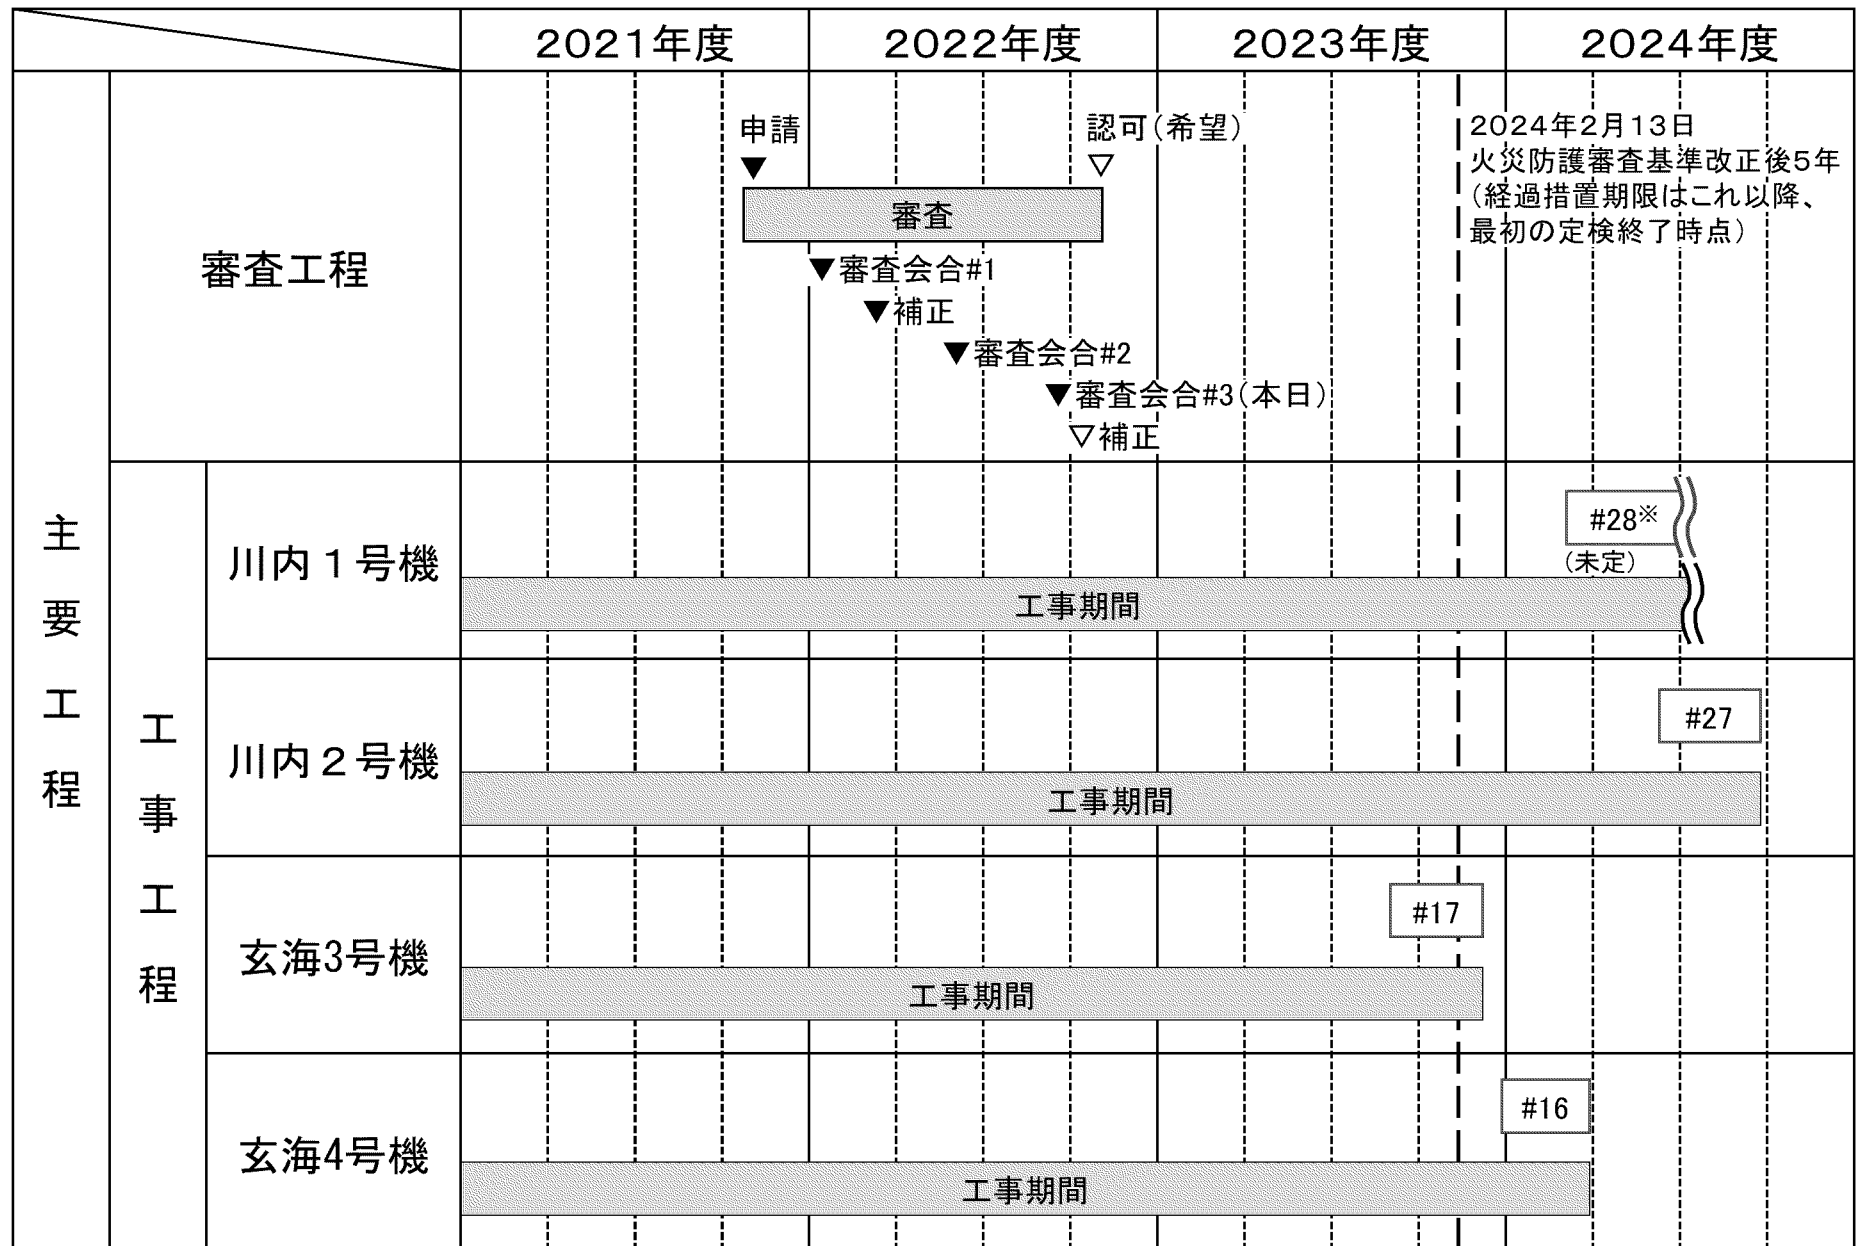 ２０２１年度
２０２２年度
２０２３年度
２０２４年度
主要工程
審査工程
申請
認可（希望）
審査
審査会合#1
補正
審査会合#2
審査会合#3（本日）
補正
２０２４年２月１３日
火災防護審査基準改正後５年
（経過措置期限はこれ以降、
最初の定検終了時点）
工事工程
川内１号機
#28※
（未定）
工事期間
川内２号機
#27
工事期間
玄海3号機
#17
工事期間
玄海4号機
#16
工事期間